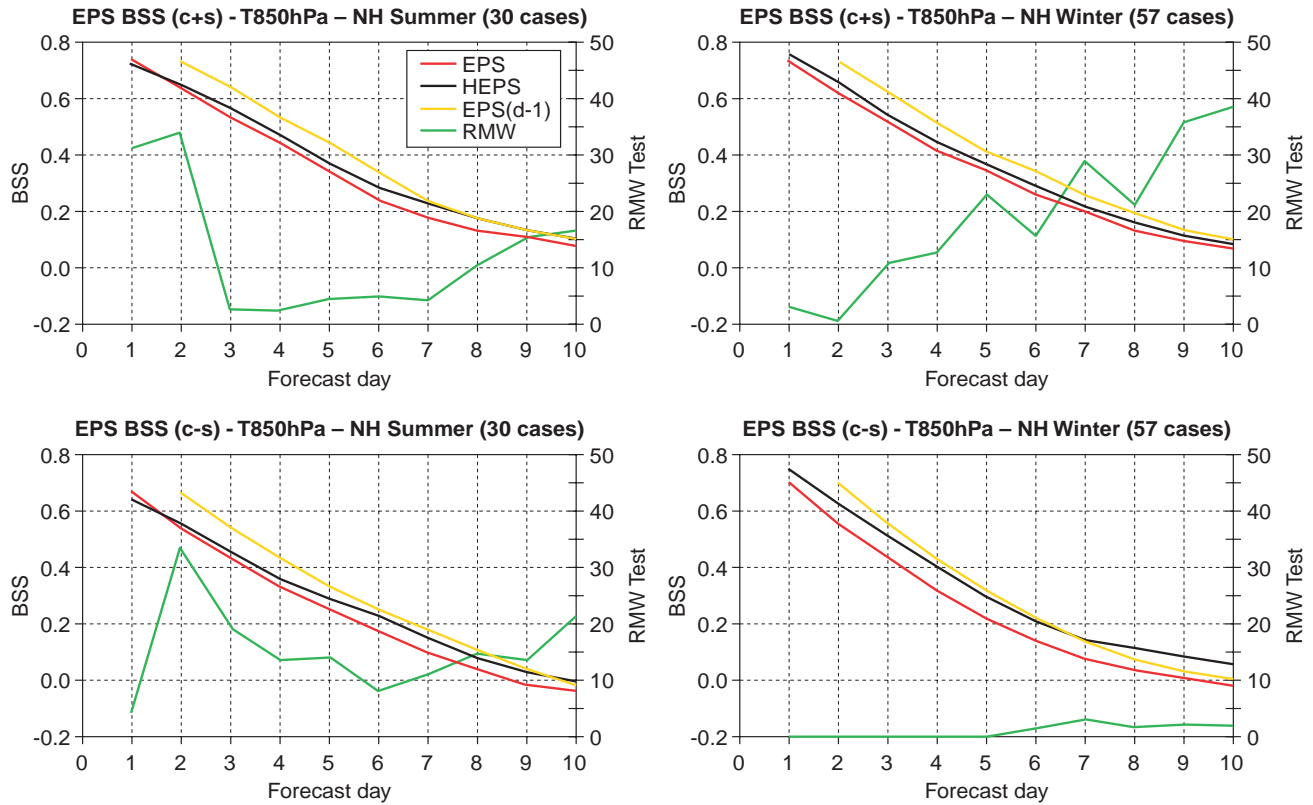 EPS BSS (c+s) - T850hPa – NH Summer (30 cases)
0.8
0.6
0.4
0.2
0.0
-0.2
BSS
50
40
30
20
10
0
RMW Test
EPS
HEPS
EPS(d-1)
RMW
0 1 2 3 4 5 6 7 8 9 10
Forecast day
EPS BSS (c+s) - T850hPa – NH Winter (57 cases)
0.8
0.6
0.4
0.2
0.0
-0.2
BSS
50
40
30
20
10
0
RMW Test
0 1 2 3 4 5 6 7 8 9 10
Forecast day
EPS BSS (c-s) - T850hPa – NH Summer (30 cases)
0.8
0.6
0.4
0.2
0.0
-0.2
BSS
50
40
30
20
10
0
RMW Test
0 1 2 3 4 5 6 7 8 9 10
Forecast day
EPS BSS (c-s) - T850hPa – NH Winter (57 cases)
0.8
0.6
0.4
0.2
0.0
-0.2
BSS
50
40
30
20
10
0
RMW Test
0 1 2 3 4 5 6 7 8 9 10
Forecast day